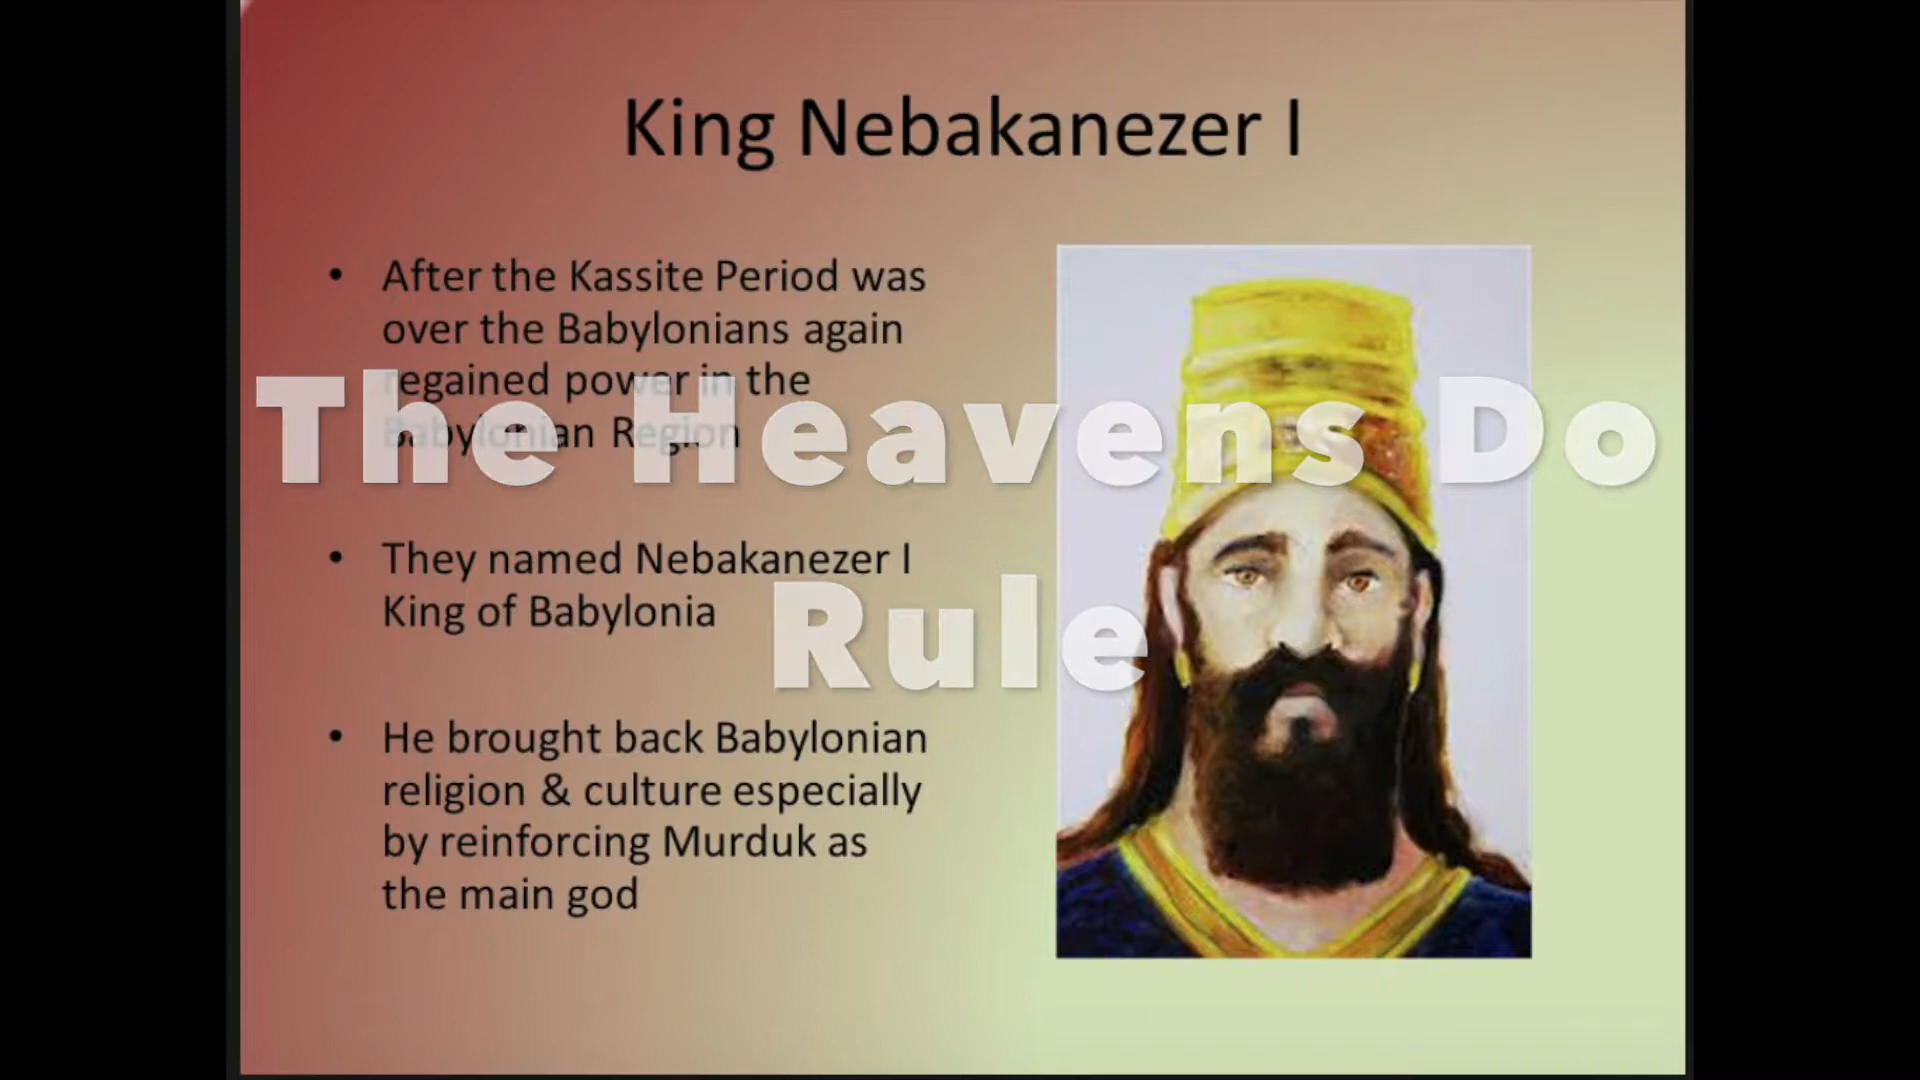 King Nebakanezer I
• After the Kassite Period was
over the Babylonians again
regained power in the
Babylonian Region
• They named Nebakanezer I
King of Babylonia
• He brought back Babylonian
religion & culture especially
by reinforcing Murduk as
the main god
The Heavens Do
Rule